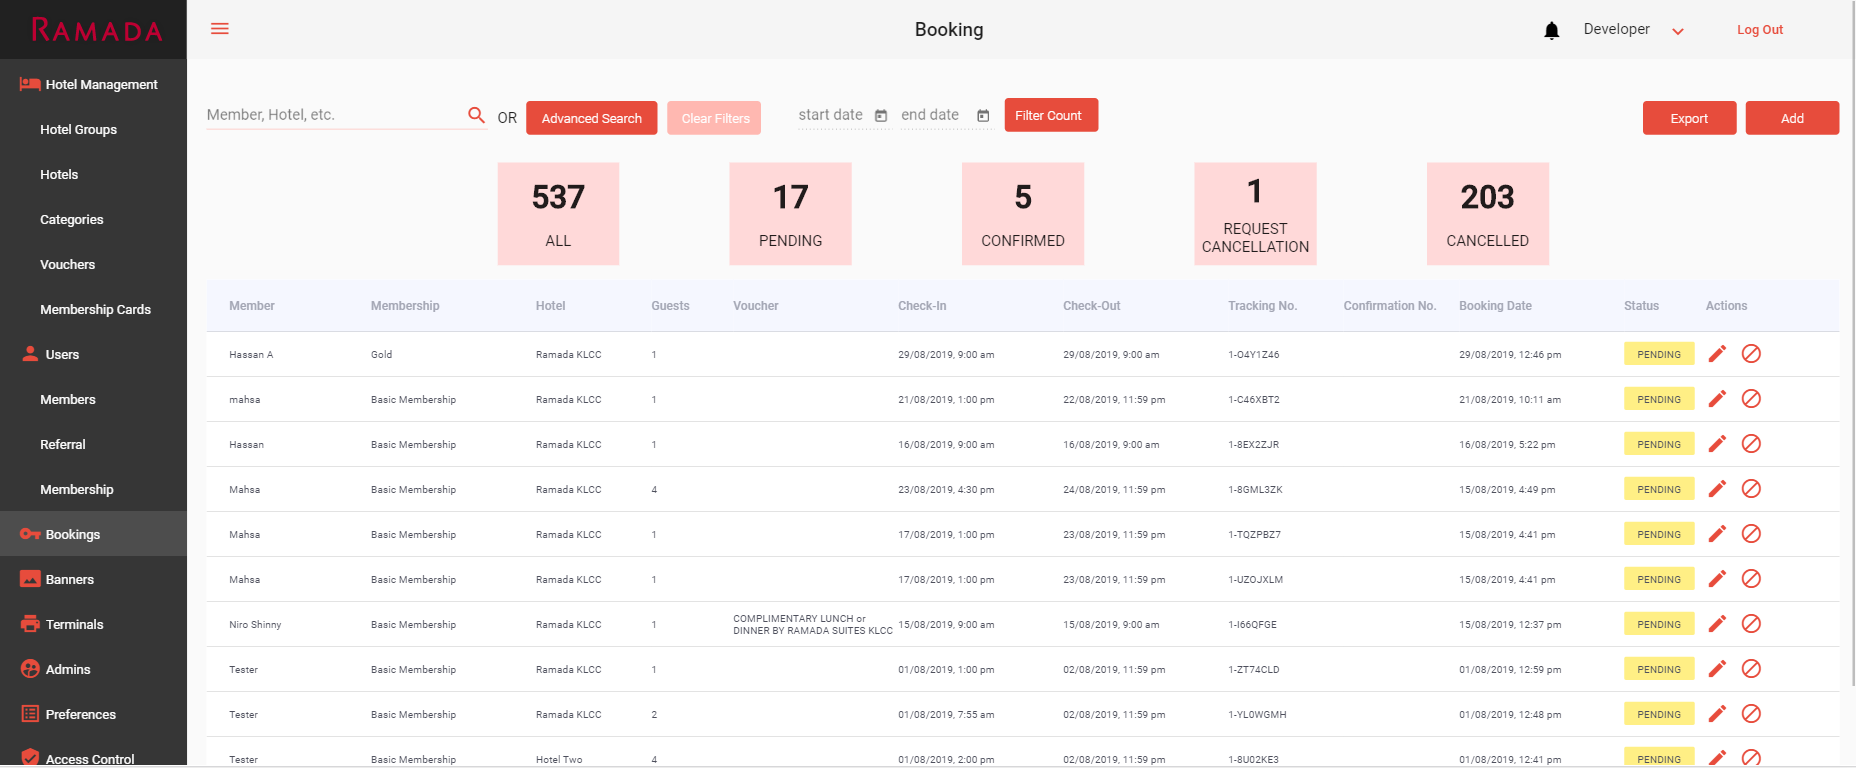 RAMADA
Booking
Developer
Log Out
Hotel Management
Hotel Groups
Hotels
Categories
Vouchers
Membership Cards
Users
Members
Referral
Membership
Bookings
Banners
Terminals
Admins
Preferences
Access Control
Member, Hotel, etc. OR Advanced Search Clear Filters start date end date Filter Count Export Add
537 17 5 1 203
ALL PENDING CONFIRMED REQUEST CANCELLATION CANCELLED
Member Membership Hotel Guests Voucher Check-In Check-Out Tracking No. Confirmation No. Booking Date Status Actions
Hassan A Gold Ramada KLCC 1 29/08/2019, 9:00 am 29/08/2019, 9:00 am 1-O4Y1Z46 29/08/2019, 12:46 pm PENDING
mahsa Basic Membership Ramada KLCC 1 21/08/2019, 1:00 pm 22/08/2019, 11:59 pm 1-C46XBT2 21/08/2019, 10:11 am PENDING
Hassan Basic Membership Ramada KLCC 1 16/08/2019, 9:00 am 16/08/2019, 9:00 am 1-8EX2ZJR 16/08/2019, 5:22 pm PENDING
Mahsa Basic Membership Ramada KLCC 4 23/08/2019, 4:30 pm 24/08/2019, 11:59 pm 1-8GML3ZK 15/08/2019, 4:49 pm PENDING
Mahsa Basic Membership Ramada KLCC 1 17/08/2019, 1:00 pm 23/08/2019, 11:59 pm 1-TQZPBZ7 15/08/2019, 4:41 pm PENDING
Mahsa Basic Membership Ramada KLCC 1 17/08/2019, 1:00 pm 23/08/2019, 11:59 pm 1-UZOJXLM 15/08/2019, 4:41 pm PENDING
Niro Shinny Basic Membership Ramada KLCC 1 COMPLIMENTARY LUNCH or DINNER BY RAMADA SUITES KLCC 15/08/2019, 9:00 am 15/08/2019, 9:00 am 1-I66QFGE 15/08/2019, 12:37 pm PENDING
Tester Basic Membership Ramada KLCC 1 01/08/2019, 1:00 pm 02/08/2019, 11:59 pm 1-ZT74CLD 01/08/2019, 12:59 pm PENDING
Tester Basic Membership Ramada KLCC 2 01/08/2019, 7:55 am 02/08/2019, 11:59 pm 1-YL0WGMH 01/08/2019, 12:48 pm PENDING
Tester Basic Membership Hotel Two 4 01/08/2019, 2:00 pm 02/08/2019, 11:59 pm 1-8U02KE3 01/08/2019, 12:41 pm PENDING